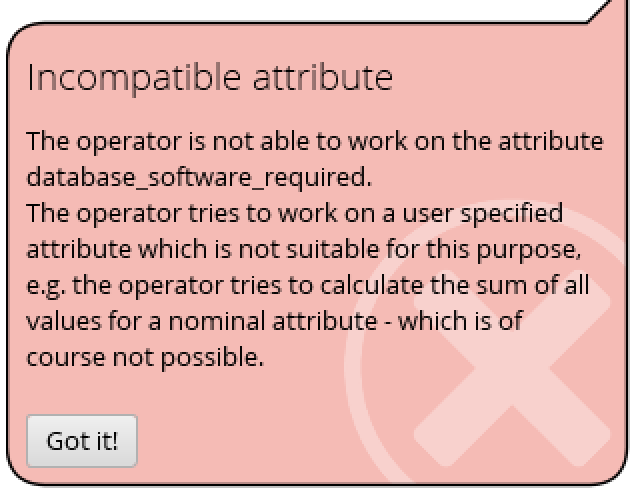 Incompatible attribute
The operator is not able to work on the attribute
database_software_required.
The operator tries to work on a user specified
attribute which is not suitable for this purpose,
e.g. the operator tries to calculate the sum of all
values for a nominal attribute - which is of
course not possible.
Got it!